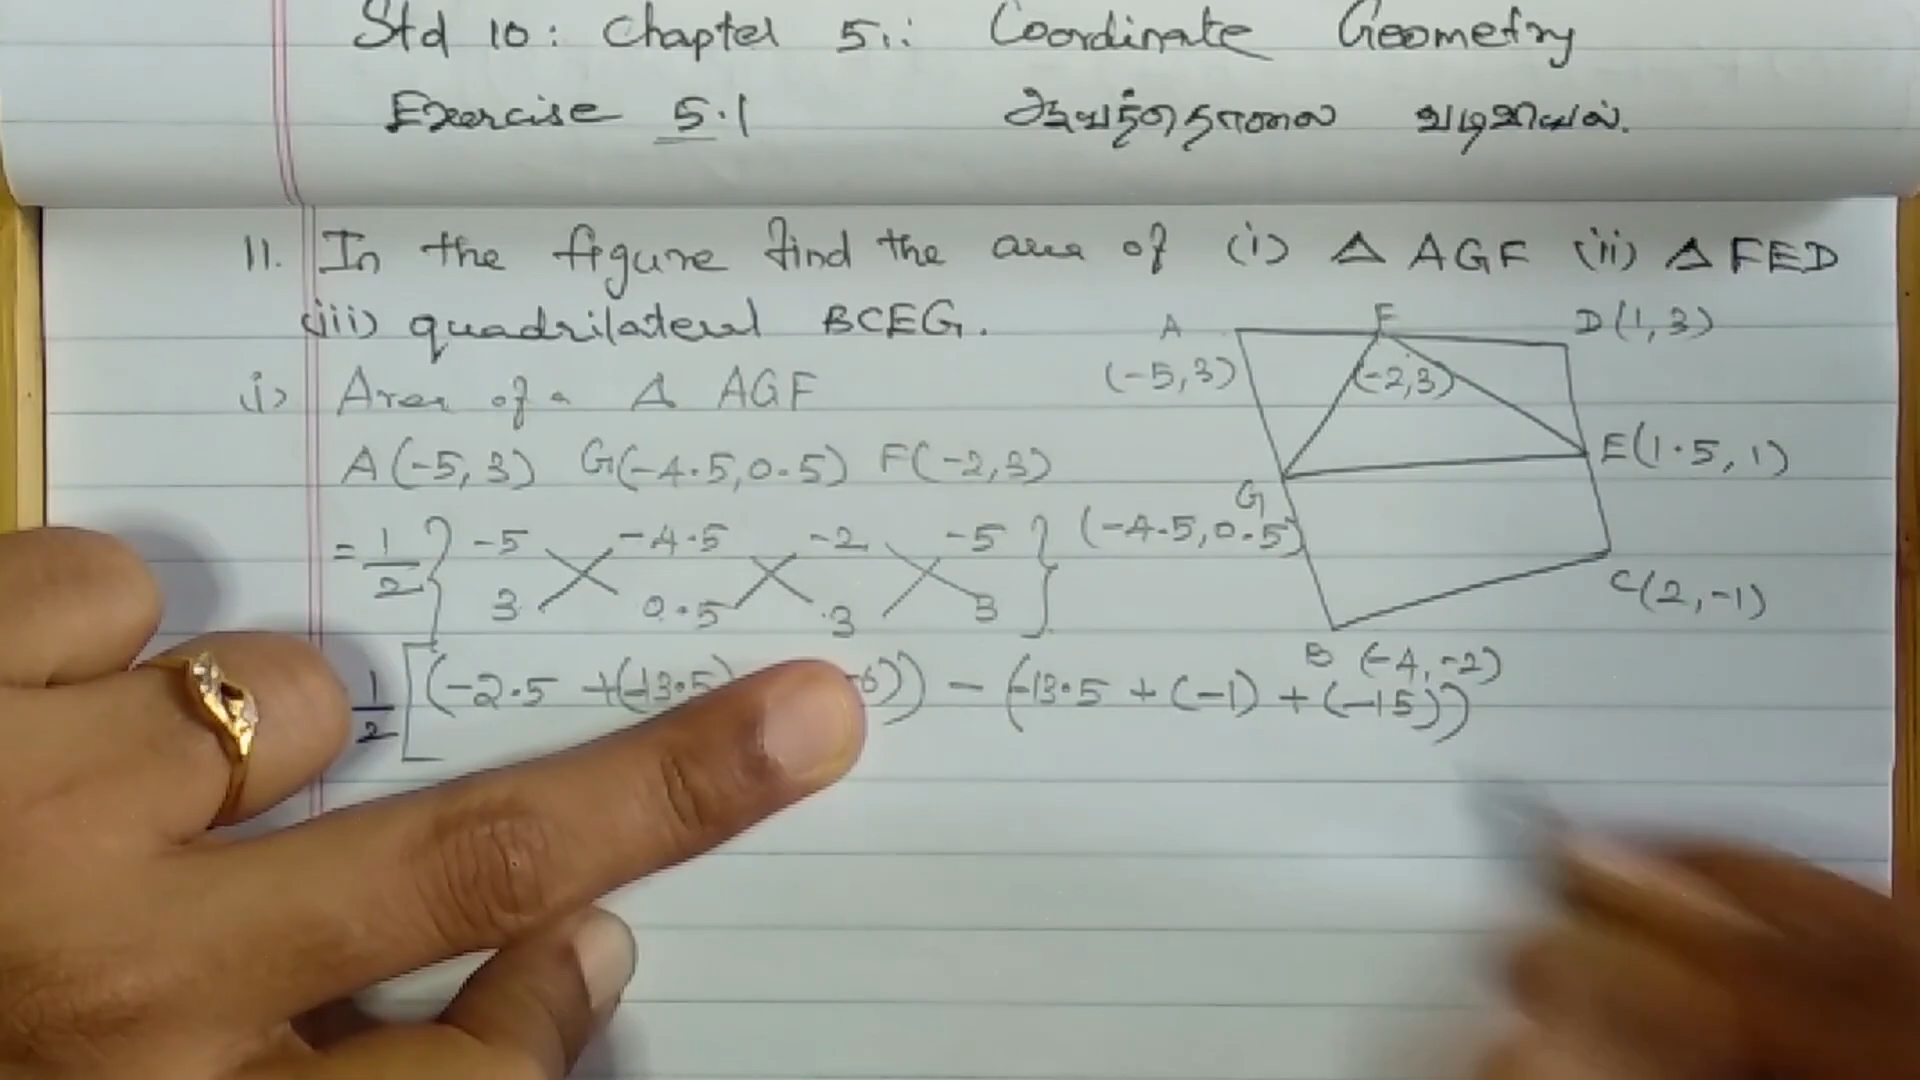 Std 10: Chapter 5: Coordinate Geometry
Exercise 5.1 ஆயத்தொலை வடிவியல்.
11. In the figure find the area of (i) Δ AGF (ii) Δ FED
(iii) quadrilateral BCEG.
A F D(1,3)
(-5,3) (-2,3)
E(1.5,1)
G
(-4.5,0.5)
C(2,-1)
B (-4,-2)
i) Area of a Δ AGF
A(-5,3) G(-4.5,0.5) F(-2,3)
= 1/2 { -5 -4.5 -2 -5 }
3 0.5 3 3
1/2 [(-2.5 +(-13.5) -6)) - (-13.5 + (-1) + (-15))